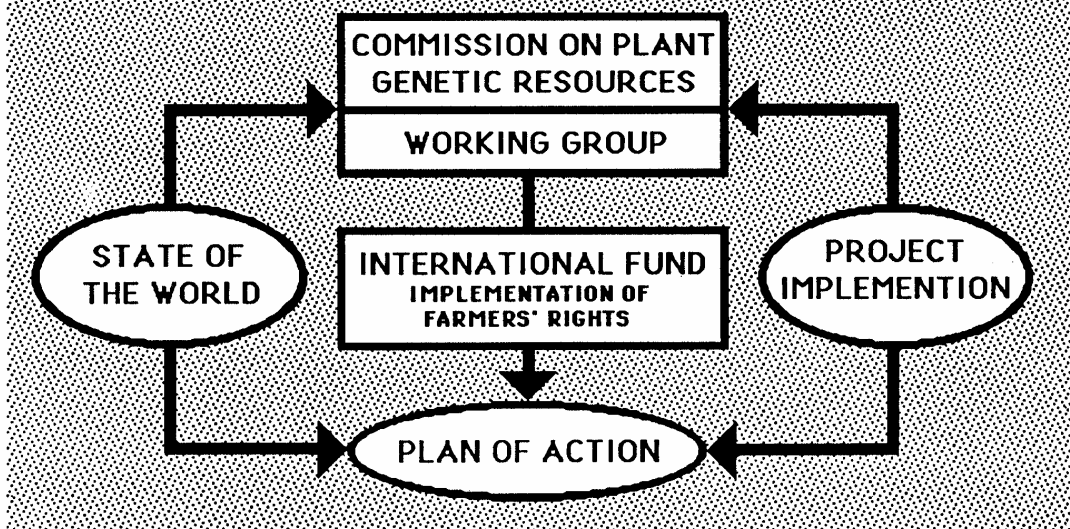 COMMISSION ON PLANT
GENETIC RESOURCES
WORKING GROUP
STATE OF
THE WORLD
INTERNATIONAL FUND
IMPLEMENTATION OF
FARMERS' RIGHTS
PROJECT
IMPLEMENTION
PLAN OF ACTION